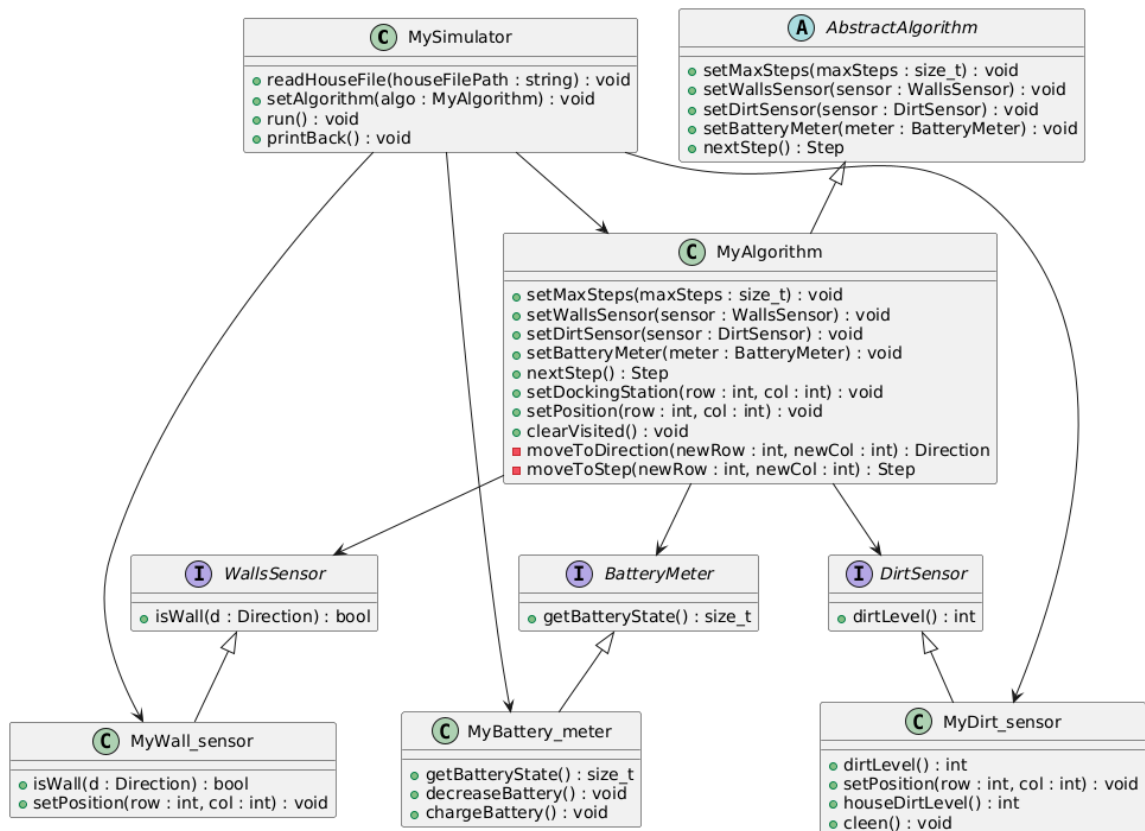 C MySimulator
readHouseFile(houseFilePath : string) : void
setAlgorithm(algo : MyAlgorithm) : void
run() : void
printBack() : void
A AbstractAlgorithm
setMaxSteps(maxSteps : size_t) : void
setWallsSensor(sensor : WallsSensor) : void
setDirtSensor(sensor : DirtSensor) : void
setBatteryMeter(meter : BatteryMeter) : void
nextStep() : Step
C MyAlgorithm
setMaxSteps(maxSteps : size_t) : void
setWallsSensor(sensor : WallsSensor) : void
setDirtSensor(sensor : DirtSensor) : void
setBatteryMeter(meter : BatteryMeter) : void
nextStep() : Step
setDockingStation(row : int, col : int) : void
setPosition(row : int, col : int) : void
clearVisited() : void
moveToDirection(newRow : int, newCol : int) : Direction
moveToStep(newRow : int, newCol : int) : Step
I WallsSensor
isWall(d : Direction) : bool
I BatteryMeter
getBatteryState() : size_t
I DirtSensor
dirtLevel() : int
C MyWall_sensor
isWall(d : Direction) : bool
setPosition(row : int, col : int) : void
C MyBattery_meter
getBatteryState() : size_t
decreaseBattery() : void
chargeBattery() : void
C MyDirt_sensor
dirtLevel() : int
setPosition(row : int, col : int) : void
houseDirtLevel() : int
cleen() : void